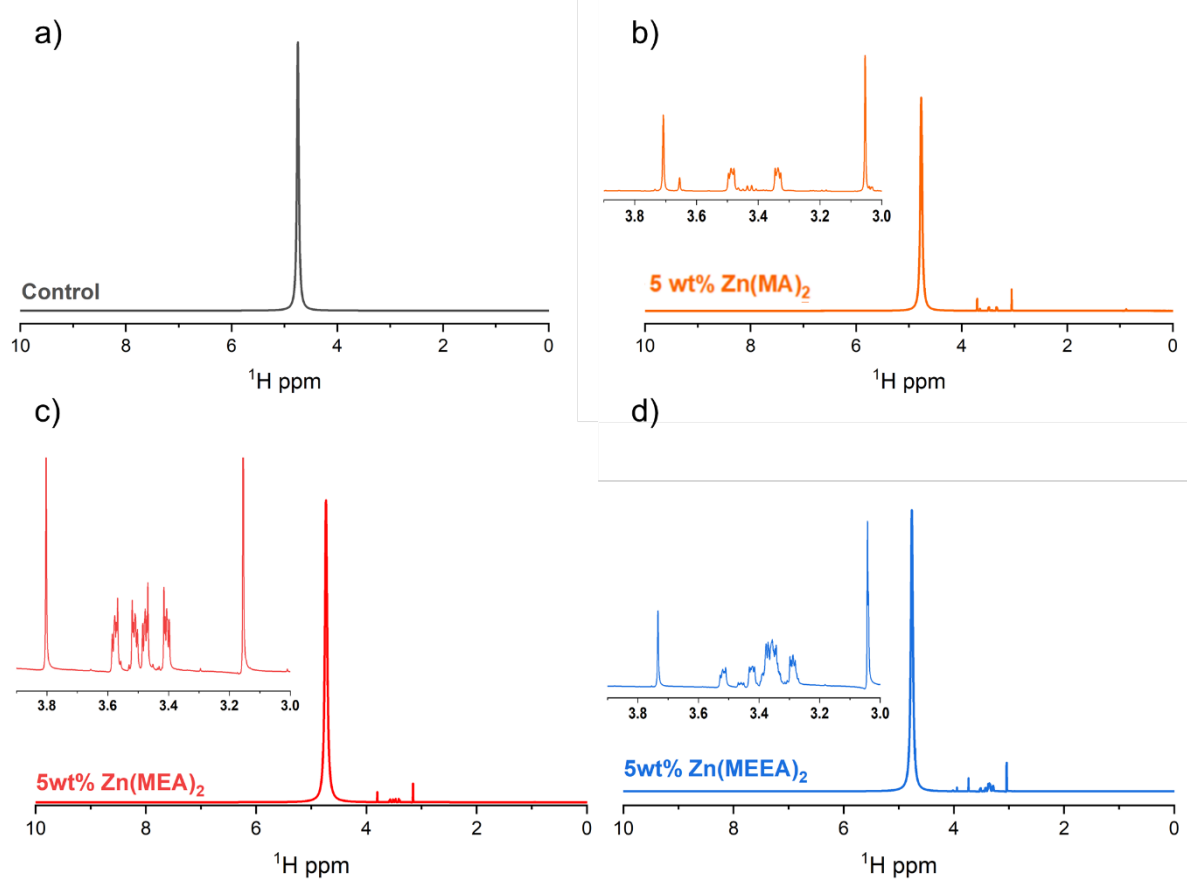 a)
Control
10 8 6 4 2 0
¹H ppm
b)
3.8 3.6 3.4 3.2 3.0
5 wt% Zn(MA)₂
10 8 6 4 2 0
¹H ppm
c)
3.8 3.6 3.4 3.2 3.0
5wt% Zn(MEA)₂
10 8 6 4 2 0
¹H ppm
d)
3.8 3.6 3.4 3.2 3.0
5wt% Zn(MEEA)₂
10 8 6 4 2 0
¹H ppm